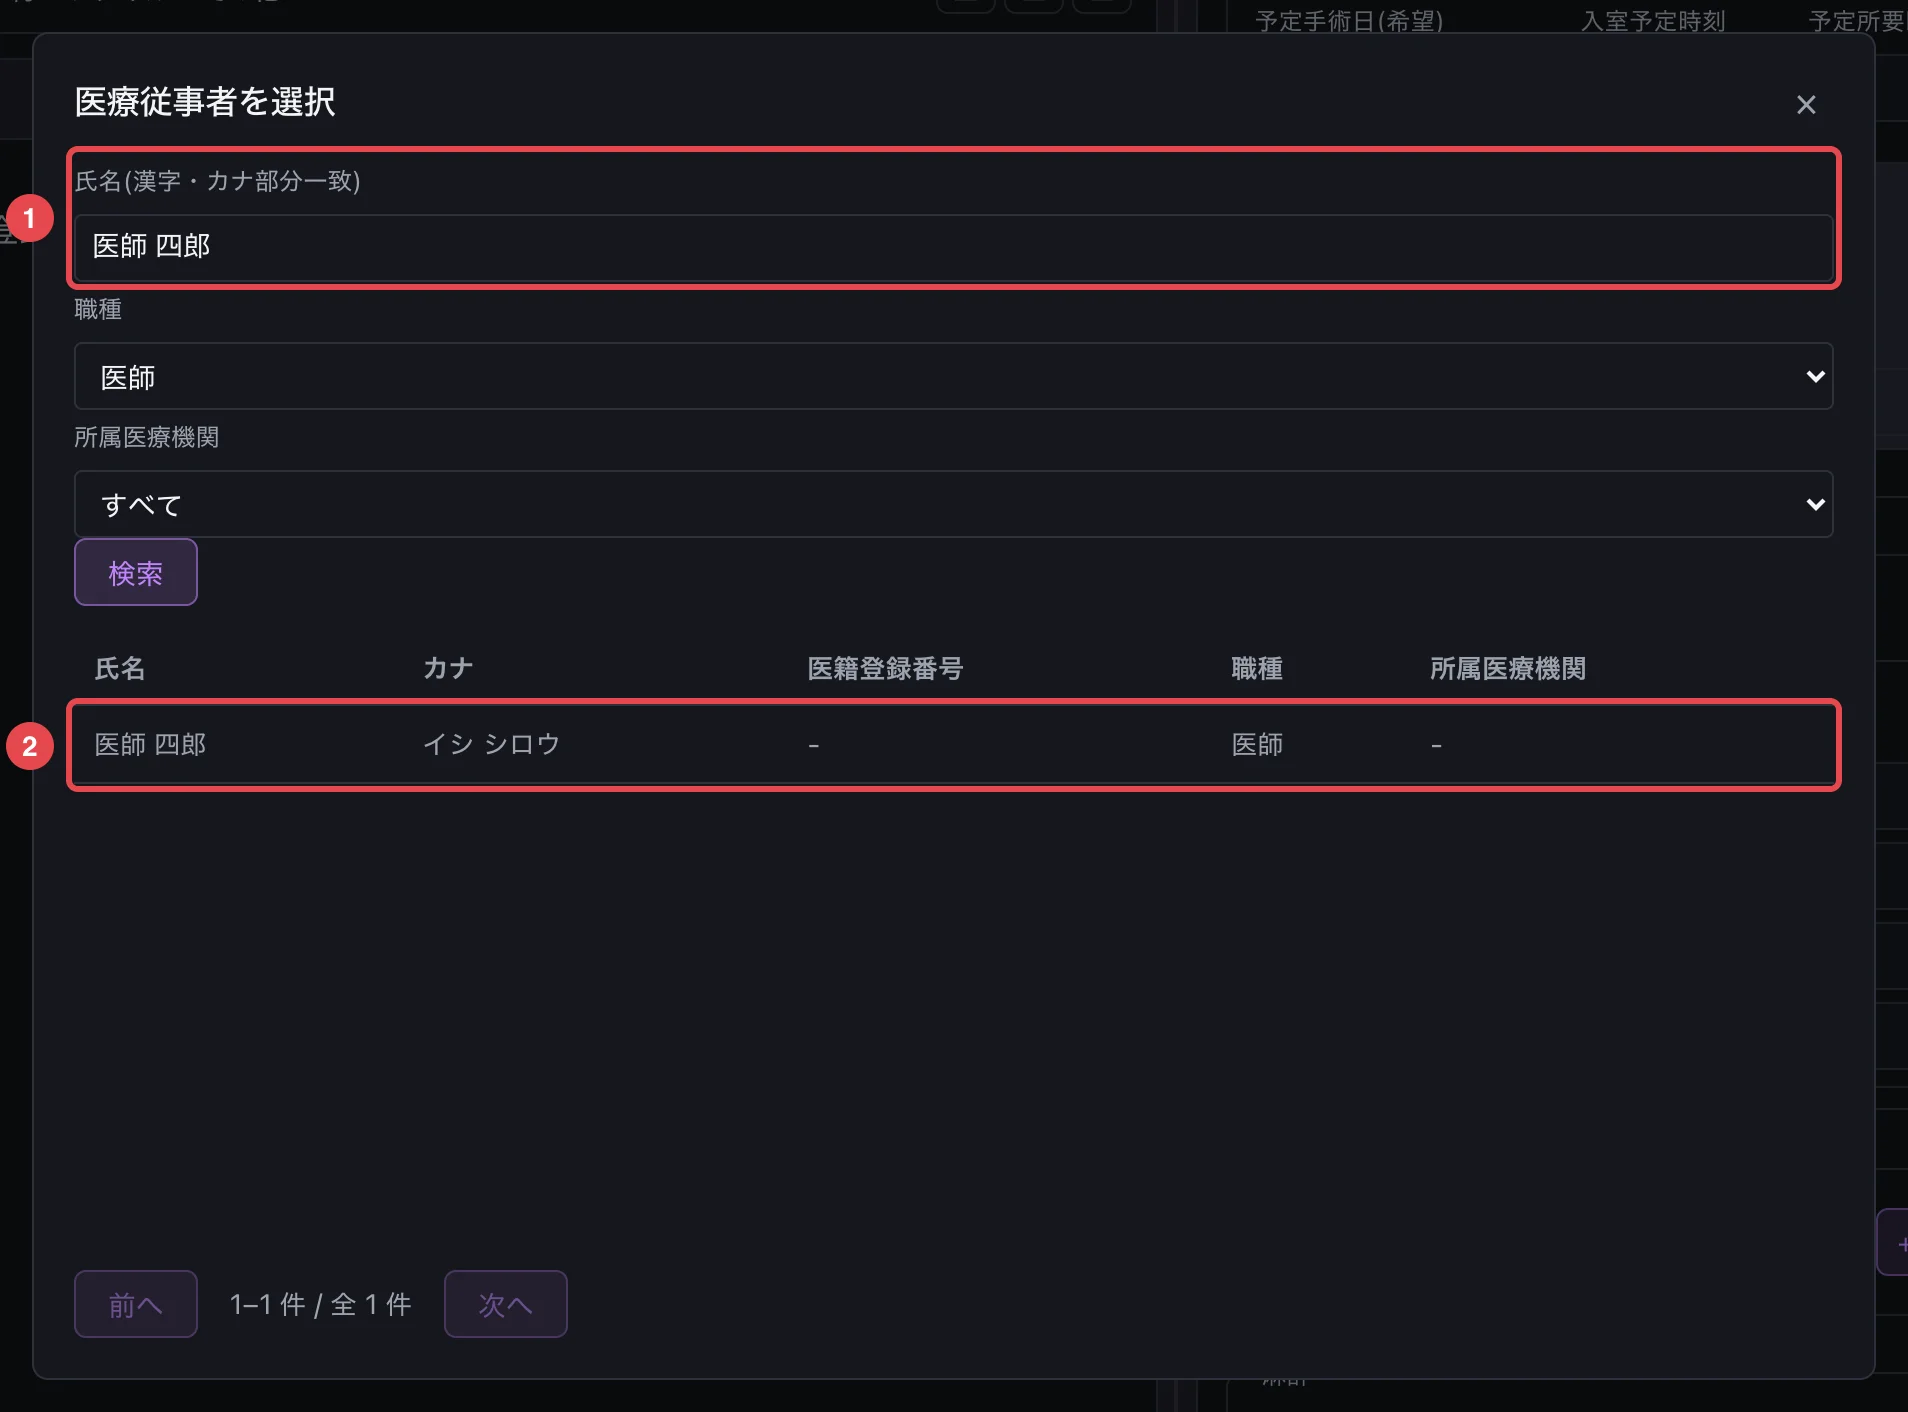 予定手術日(希望) 入室予定時刻 予定所要
医療従事者を選択 ×
氏名(漢字・カナ部分一致)
1
医師 四郎
職種
医師
所属医療機関
すべて
検索
氏名 カナ 医籍登録番号 職種 所属医療機関
2 医師 四郎 イシ シロウ - 医師 -
前へ 1–1 件 / 全 1 件 次へ
+